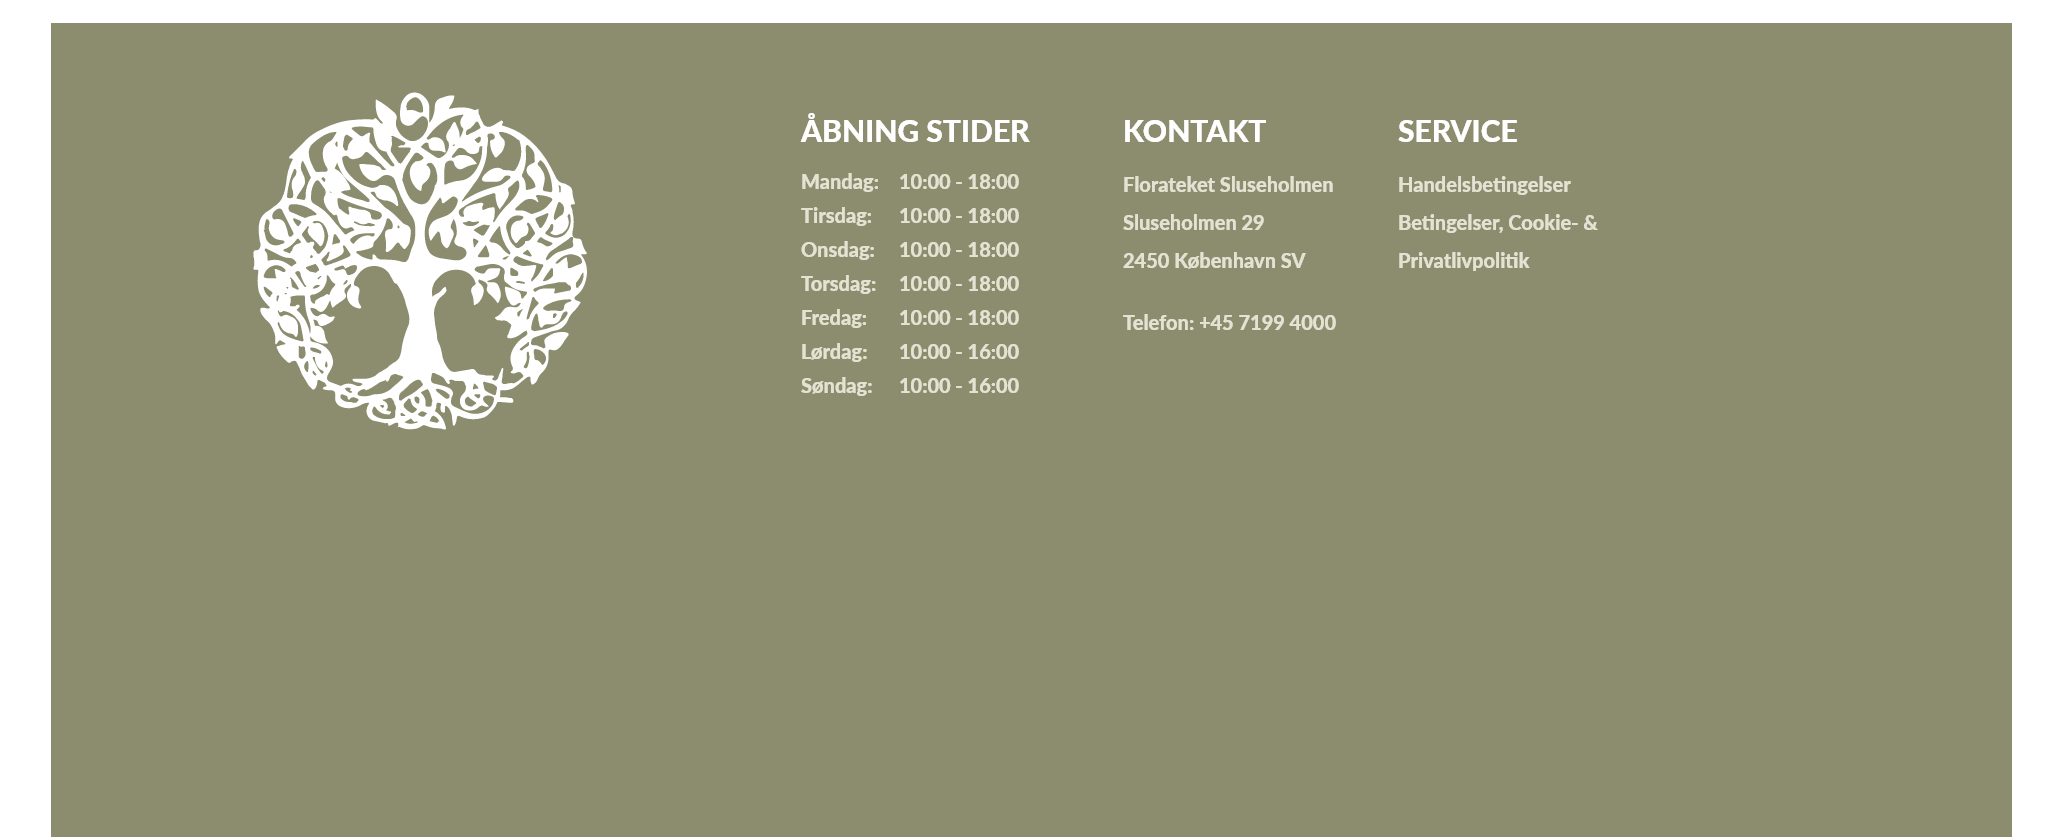 ÅBNING STIDER
Mandag: 10:00 - 18:00
Tirsdag: 10:00 - 18:00
Onsdag: 10:00 - 18:00
Torsdag: 10:00 - 18:00
Fredag: 10:00 - 18:00
Lørdag: 10:00 - 16:00
Søndag: 10:00 - 16:00
KONTAKT
Florateket Sluseholmen
Sluseholmen 29
2450 København SV
Telefon: +45 7199 4000
SERVICE
Handelsbetingelser
Betingelser, Cookie- &
Privatlivpolitik